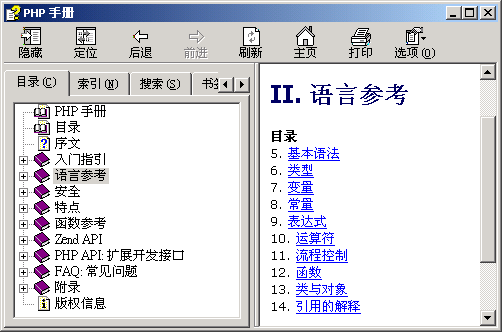 PHP 手册
隐藏 定位 后退 前进 刷新 主页 打印 选项(O)
目录(C) 索引(N) 搜索(S)
PHP 手册
目录
序文
入门指引
语言参考
安全
特点
函数参考
Zend API
PHP API: 扩展开发接口
FAQ: 常见问题
附录
版权信息
II. 语言参考
目录
5. 基本语法
6. 类型
7. 变量
8. 常量
9. 表达式
10. 运算符
11. 流程控制
12. 函数
13. 类与对象
14. 引用的解释